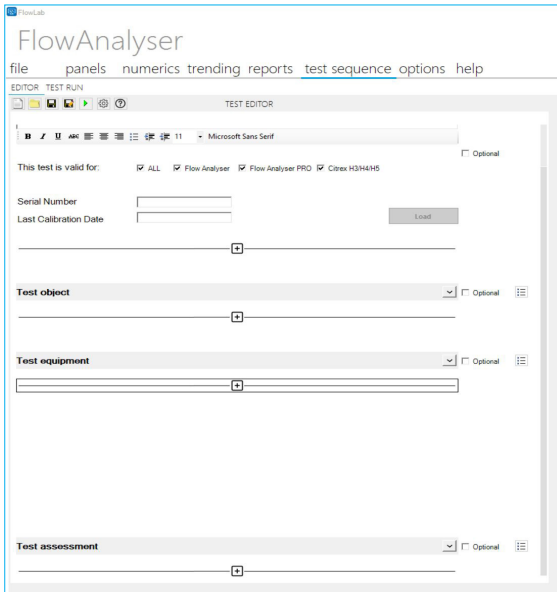 FlowLab
FlowAnalyser
file panels numerics trending reports test sequence options help
EDITOR TEST RUN
TEST EDITOR
B I U ABC 11 Microsoft Sans Serif
Optional
This test is valid for: ALL Flow Analyser Flow Analyser PRO Citrex H3/H4/H5
Serial Number
Last Calibration Date Load
Test object Optional
Test equipment Optional
Test assessment Optional